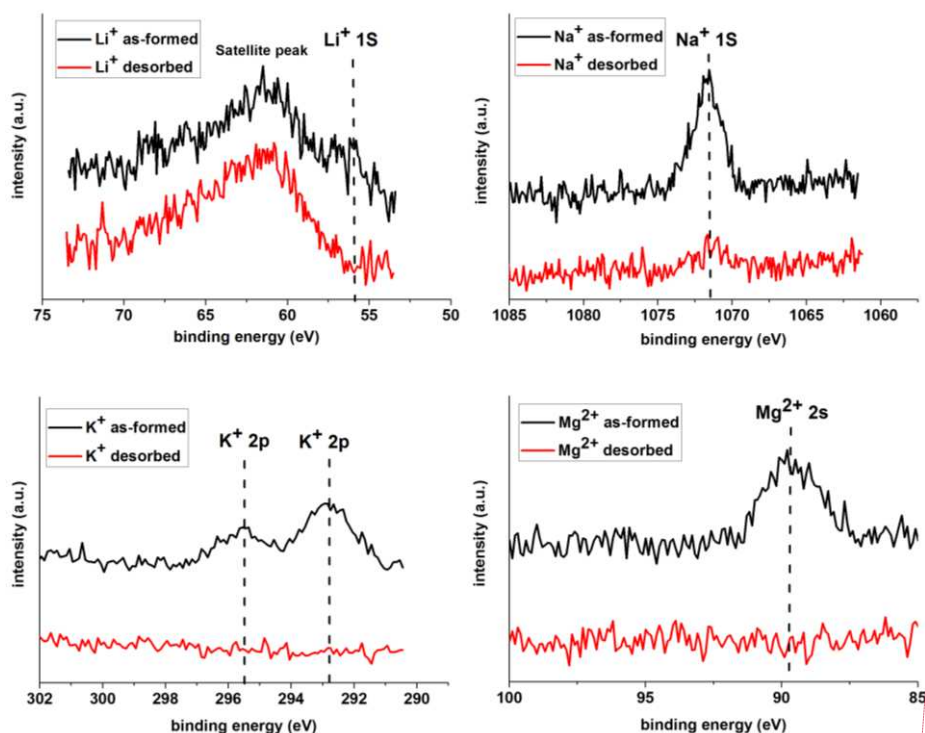 Li+ as-formed
Li+ desorbed
Satellite peak
Li+ 1S
intensity (a.u.)
75 70 65 60 55 50
binding energy (eV)
Na+ as-formed
Na+ desorbed
Na+ 1S
intensity (a.u.)
1085 1080 1075 1070 1065 1060
binding energy (eV)
K+ as-formed
K+ desorbed
K+ 2p
K+ 2p
intensity (a.u.)
302 300 298 296 294 292 290
binding energy (eV)
Mg2+ as-formed
Mg2+ desorbed
Mg2+ 2s
intensity (a.u.)
100 95 90 85
binding energy (eV)